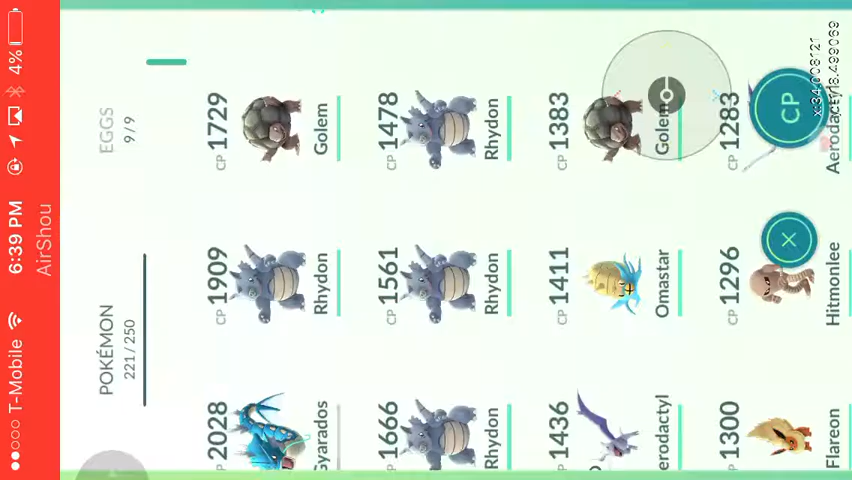 T-Mobile 6:39 PM 4%
AirShou
POKÉMON EGGS
221/250 9/9
CP 2028 CP 1909 CP 1729
Gyarados Rhydon Golem
CP 1666 CP 1561 CP 1478
Rhydon Rhydon Rhydon
CP 1436 CP 1411 CP 1383
erodactyl Omastar Golem
CP 1300 CP 1296 CP 1283
X CP
Flareon Hitmonlee Aerodactyl